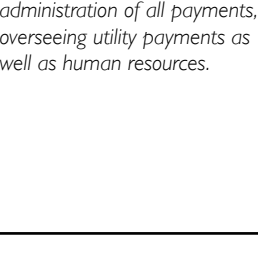 administration of all payments,
overseeing utility payments as
well as human resources.